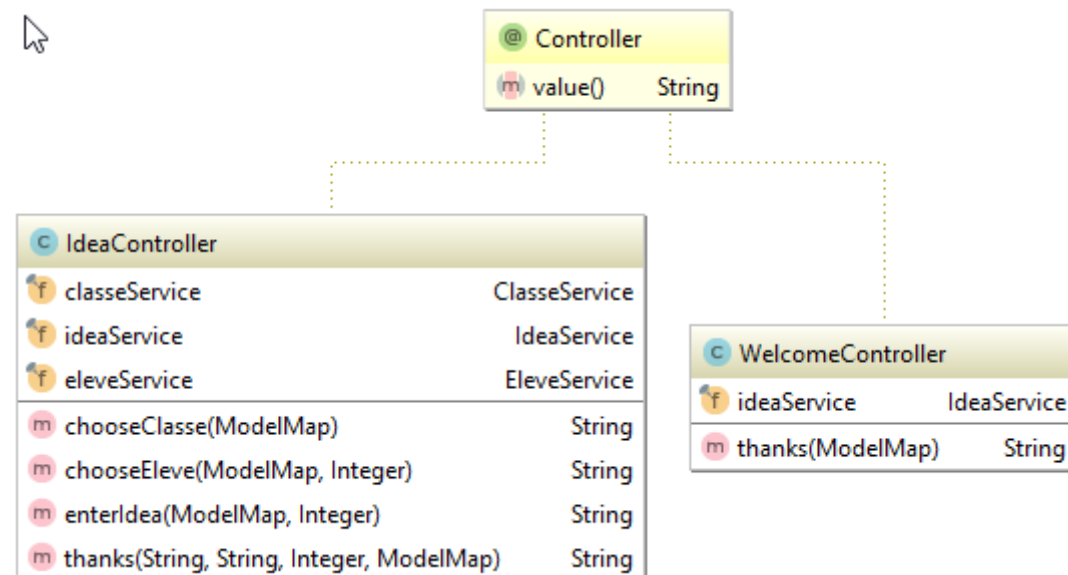 @ Controller
m value() String
C IdeaController
f classeService ClasseService
f ideaService IdeaService
f eleveService EleveService
m chooseClasse(ModelMap) String
m chooseEleve(ModelMap, Integer) String
m enterIdea(ModelMap, Integer) String
m thanks(String, String, Integer, ModelMap) String
C WelcomeController
f ideaService IdeaService
m thanks(ModelMap) String